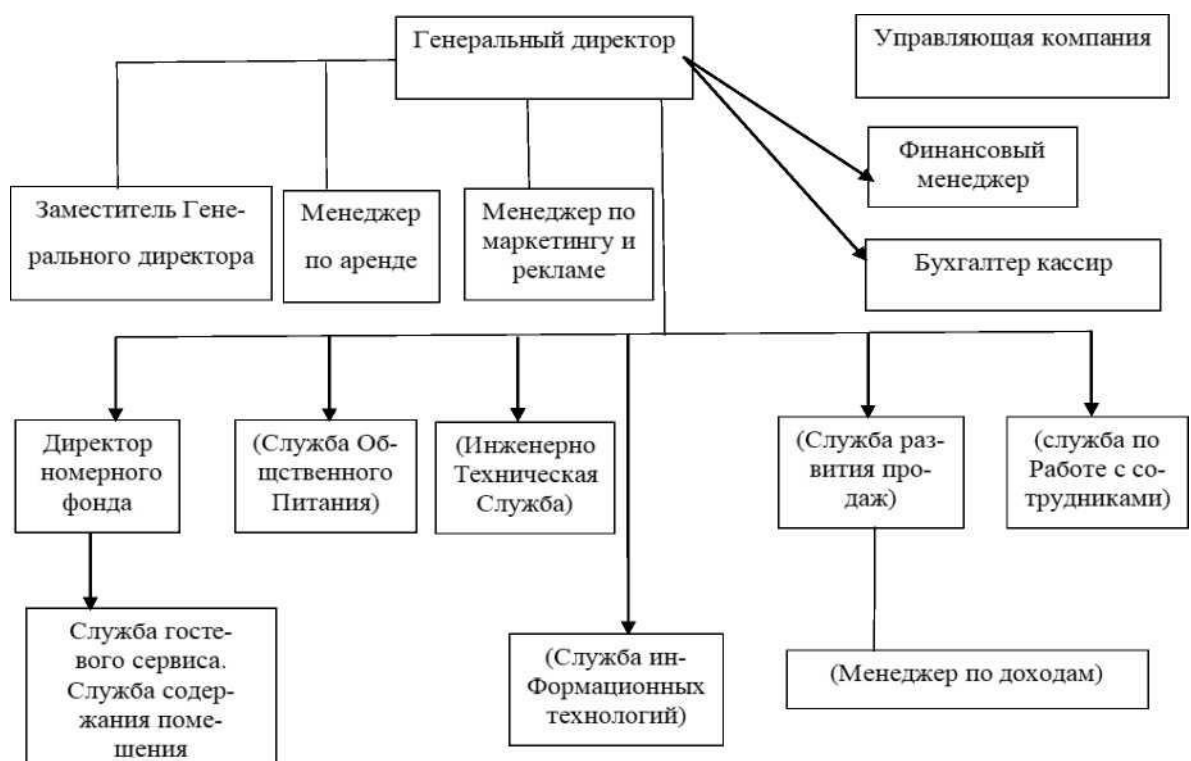 Генеральный директор
Управляющая компания
Финансовый
менеджер
Заместитель Гене-
рального директора
Менеджер
по аренде
Менеджер по
маркетингу и
рекламе
Бухгалтер кассир
Директор
номерного
фонда
(Служба Об-
щственного
Питания)
(Инженерно
Техническая
Служба)
(Служба раз-
вития про-
даж)
(служба по
Работе с со-
трудниками)
Служба госте-
вого сервиса.
Служба содер-
жания поме-
щения
(Служба ин-
Формационных
технологий)
(Менеджер по доходам)